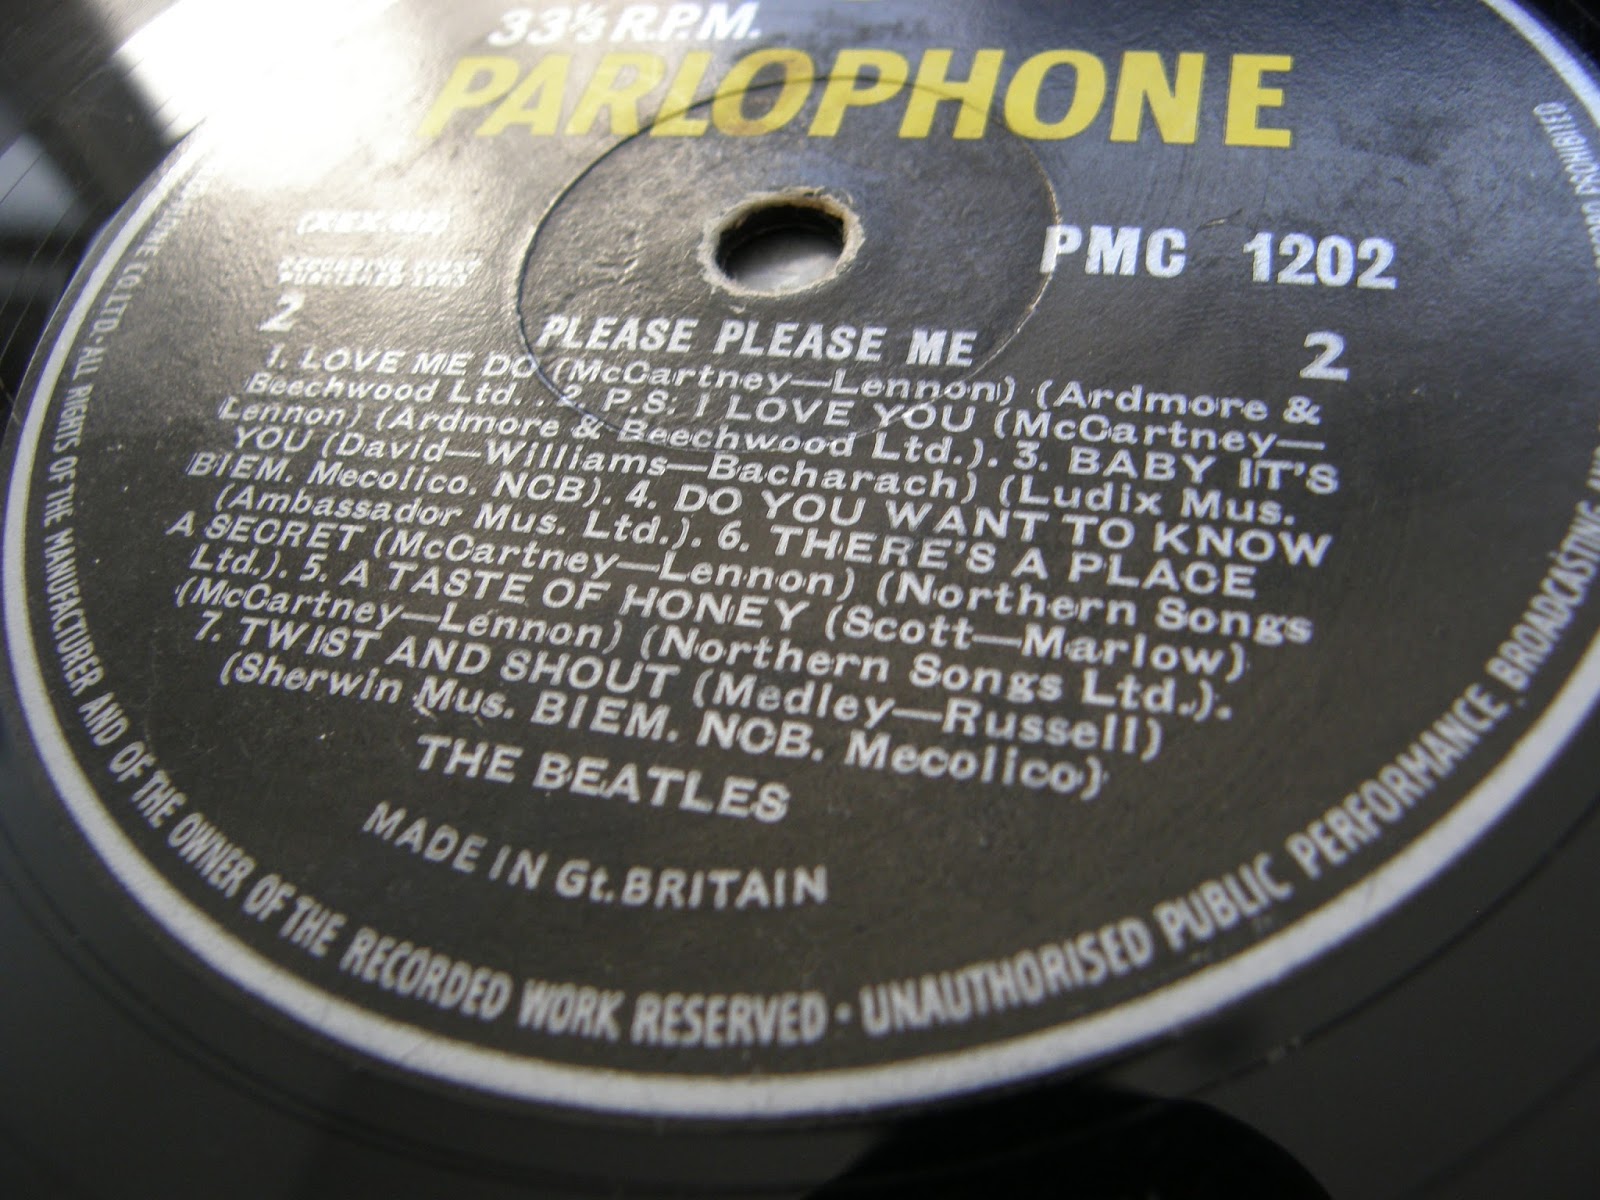 33⅓ R.P.M.
PARLOPHONE
PMC 1202
2 PLEASE PLEASE ME 2
1. LOVE ME DO (McCartney—Lennon) (Ardmore &
Beechwood Ltd. . 2. P.S. I LOVE YOU (McCartney—
Lennon) (Ardmore & Beechwood Ltd.). 3. BABY IT'S
YOU (David—Williams—Bacharach) (Ludix Mus.
BIEM. Mecolico. NCB). 4. DO YOU WANT TO KNOW
(Ambassador Mus. Ltd.). 6. THERE'S A PLACE
A SECRET (McCartney—Lennon) (Northern Songs
Ltd.). 5. A TASTE OF HONEY (Scott—Marlow)
(McCartney—Lennon) (Northern Songs Ltd.).
7. TWIST AND SHOUT (Medley—Russell)
(Sherwin Mus. BIEM. NCB. Mecolico)
THE BEATLES
MADE IN Gt. BRITAIN
CO LTD · ALL RIGHTS OF THE MANUFACTURER AND OF THE OWNER OF THE RECORDED WORK RESERVED · UNAUTHORISED PUBLIC PERFORMANCE BROADCASTING PROHIBITED